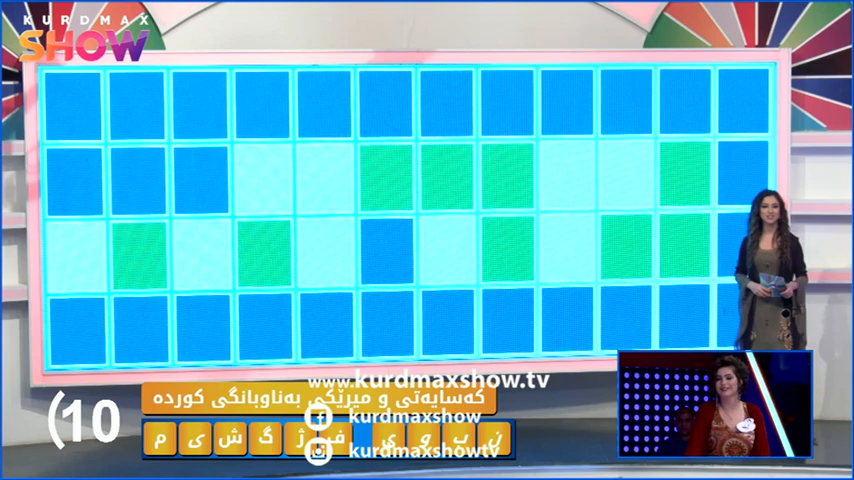 KURDMAX
SHOW
www.kurdmaxshow.tv
کەسایەتی و میرێکی بەناوبانگی کوردە
(10
kurdmaxshow
ن ب و ی ف ژ گ ش ی م
kurdmaxshowtv